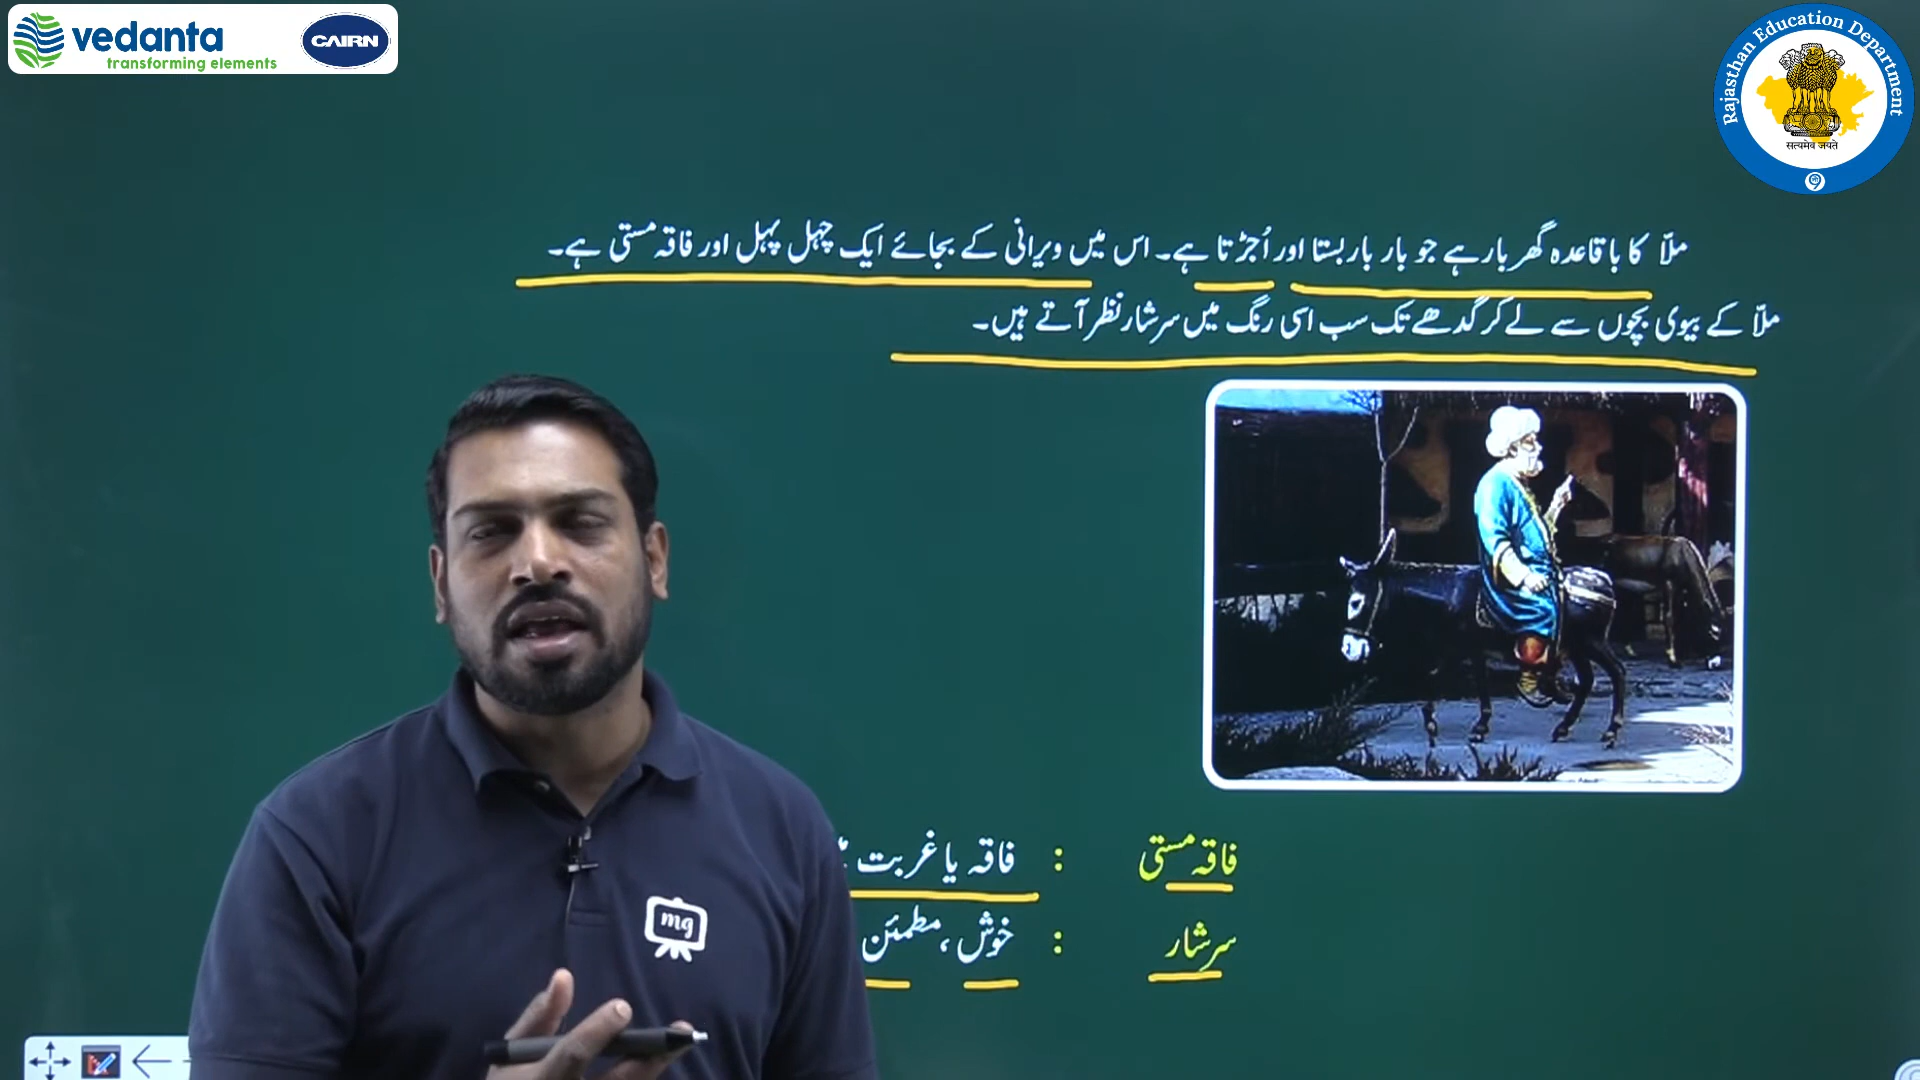 vedanta
transforming elements
CAIRN
Rajasthan Education Department
सत्यमेव जयते
ملّا کا باقاعدہ گھر بار ہے جو بار بار بستا اور اُجڑتا ہے۔ اس میں ویرانی کے بجائے ایک چہل پہل اور فاقہ مستی ہے۔
ملّا کے بیوی بچوں سے لے کر گدھے تک سب اسی رنگ میں سرشار نظر آتے ہیں۔
فاقہ مستی : فاقہ یا غربت
سرشار : خوش، مطمئن
mg